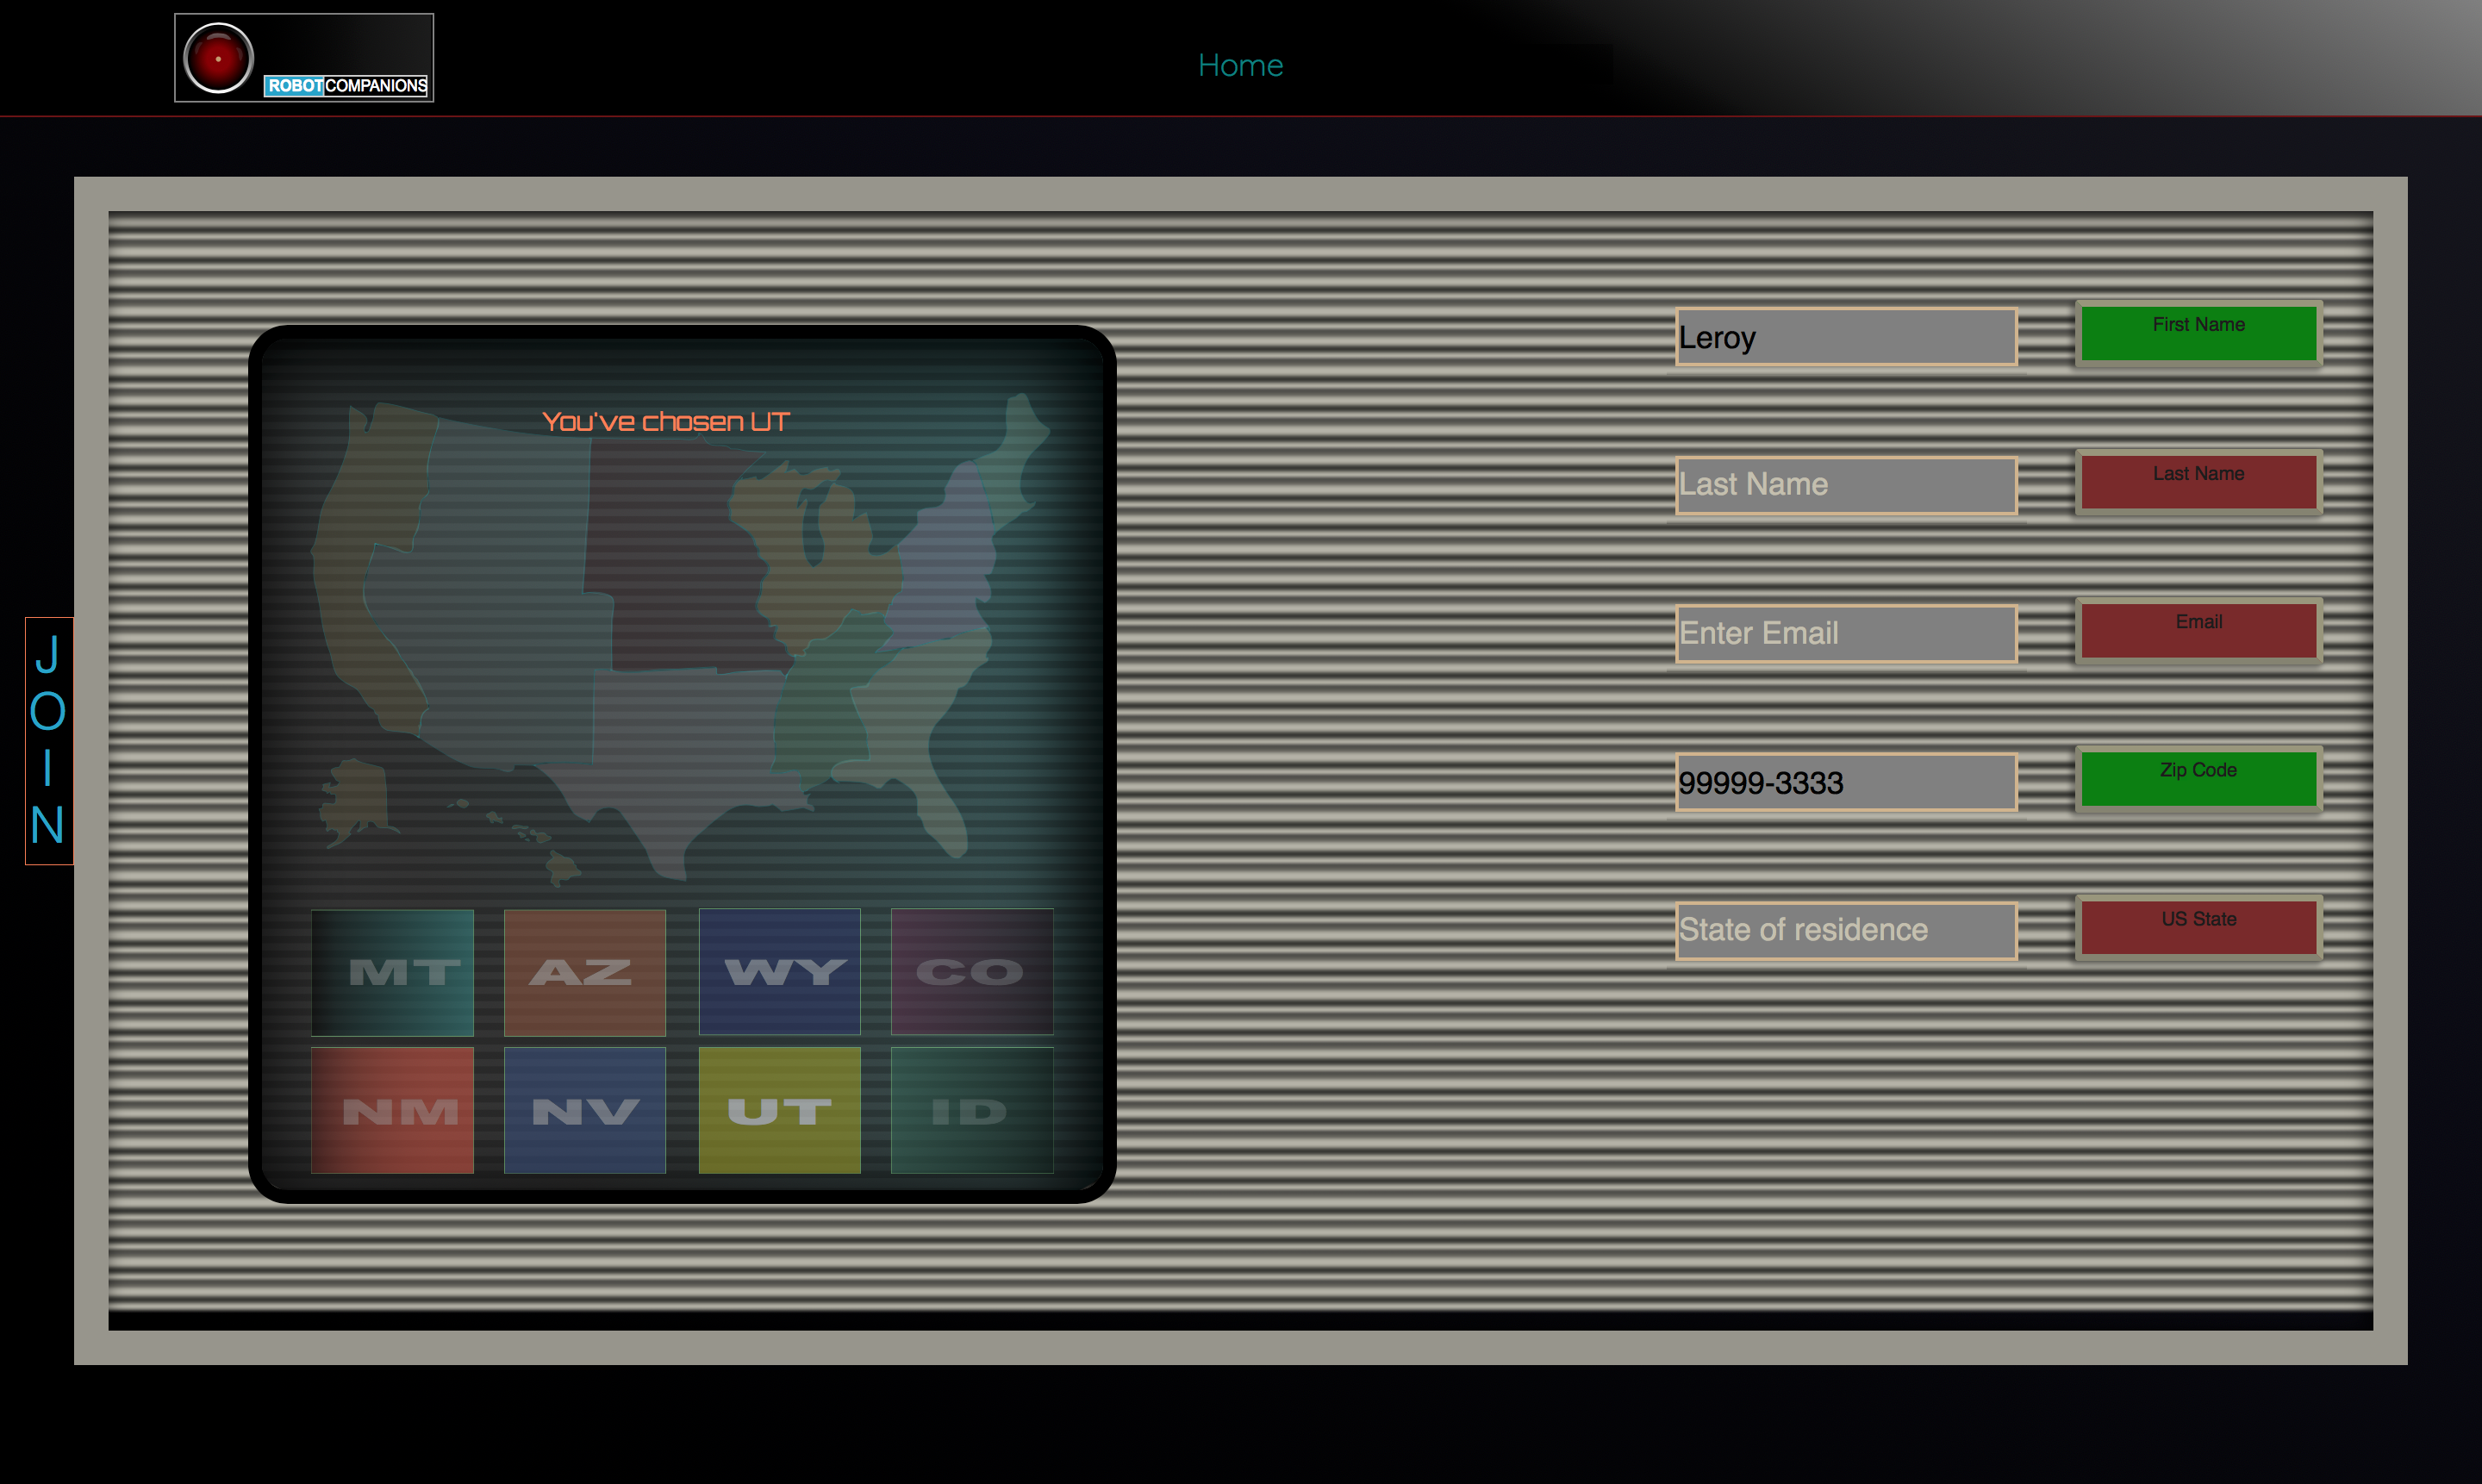 ROBOTCOMPANIONS
Home
JOIN
You've chosen UT
MT AZ WY CO
NM NV UT ID
Leroy First Name
Last Name Last Name
Enter Email Email
99999-3333 Zip Code
State of residence US State